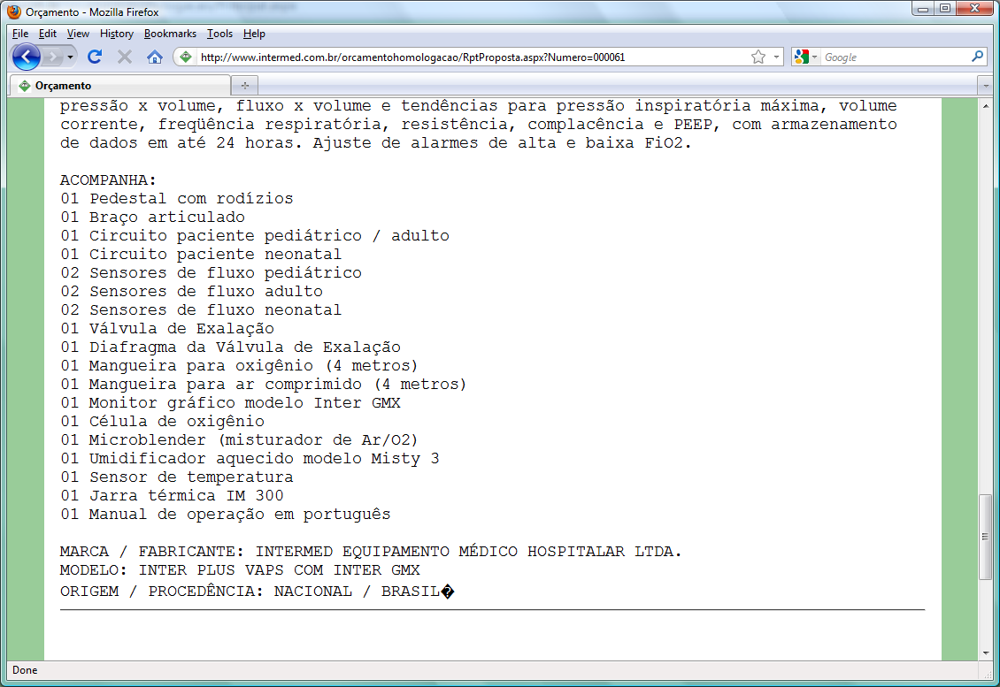 Orçamento - Mozilla Firefox
File Edit View History Bookmarks Tools Help
http://www.intermed.com.br/orcamentohomologacao/RptProposta.aspx?Numero=000061
Google
Orçamento
pressão x volume, fluxo x volume e tendências para pressão inspiratória máxima, volume
corrente, freqüência respiratória, resistência, complacência e PEEP, com armazenamento
de dados em até 24 horas. Ajuste de alarmes de alta e baixa FiO2.
ACOMPANHA:
01 Pedestal com rodízios
01 Braço articulado
01 Circuito paciente pediátrico / adulto
01 Circuito paciente neonatal
02 Sensores de fluxo pediátrico
02 Sensores de fluxo adulto
02 Sensores de fluxo neonatal
01 Válvula de Exalação
01 Diafragma da Válvula de Exalação
01 Mangueira para oxigênio (4 metros)
01 Mangueira para ar comprimido (4 metros)
01 Monitor gráfico modelo Inter GMX
01 Célula de oxigênio
01 Microblender (misturador de Ar/O2)
01 Umidificador aquecido modelo Misty 3
01 Sensor de temperatura
01 Jarra térmica IM 300
01 Manual de operação em português
MARCA / FABRICANTE: INTERMED EQUIPAMENTO MÉDICO HOSPITALAR LTDA.
MODELO: INTER PLUS VAPS COM INTER GMX
ORIGEM / PROCEDÊNCIA: NACIONAL / BRASIL�
Done